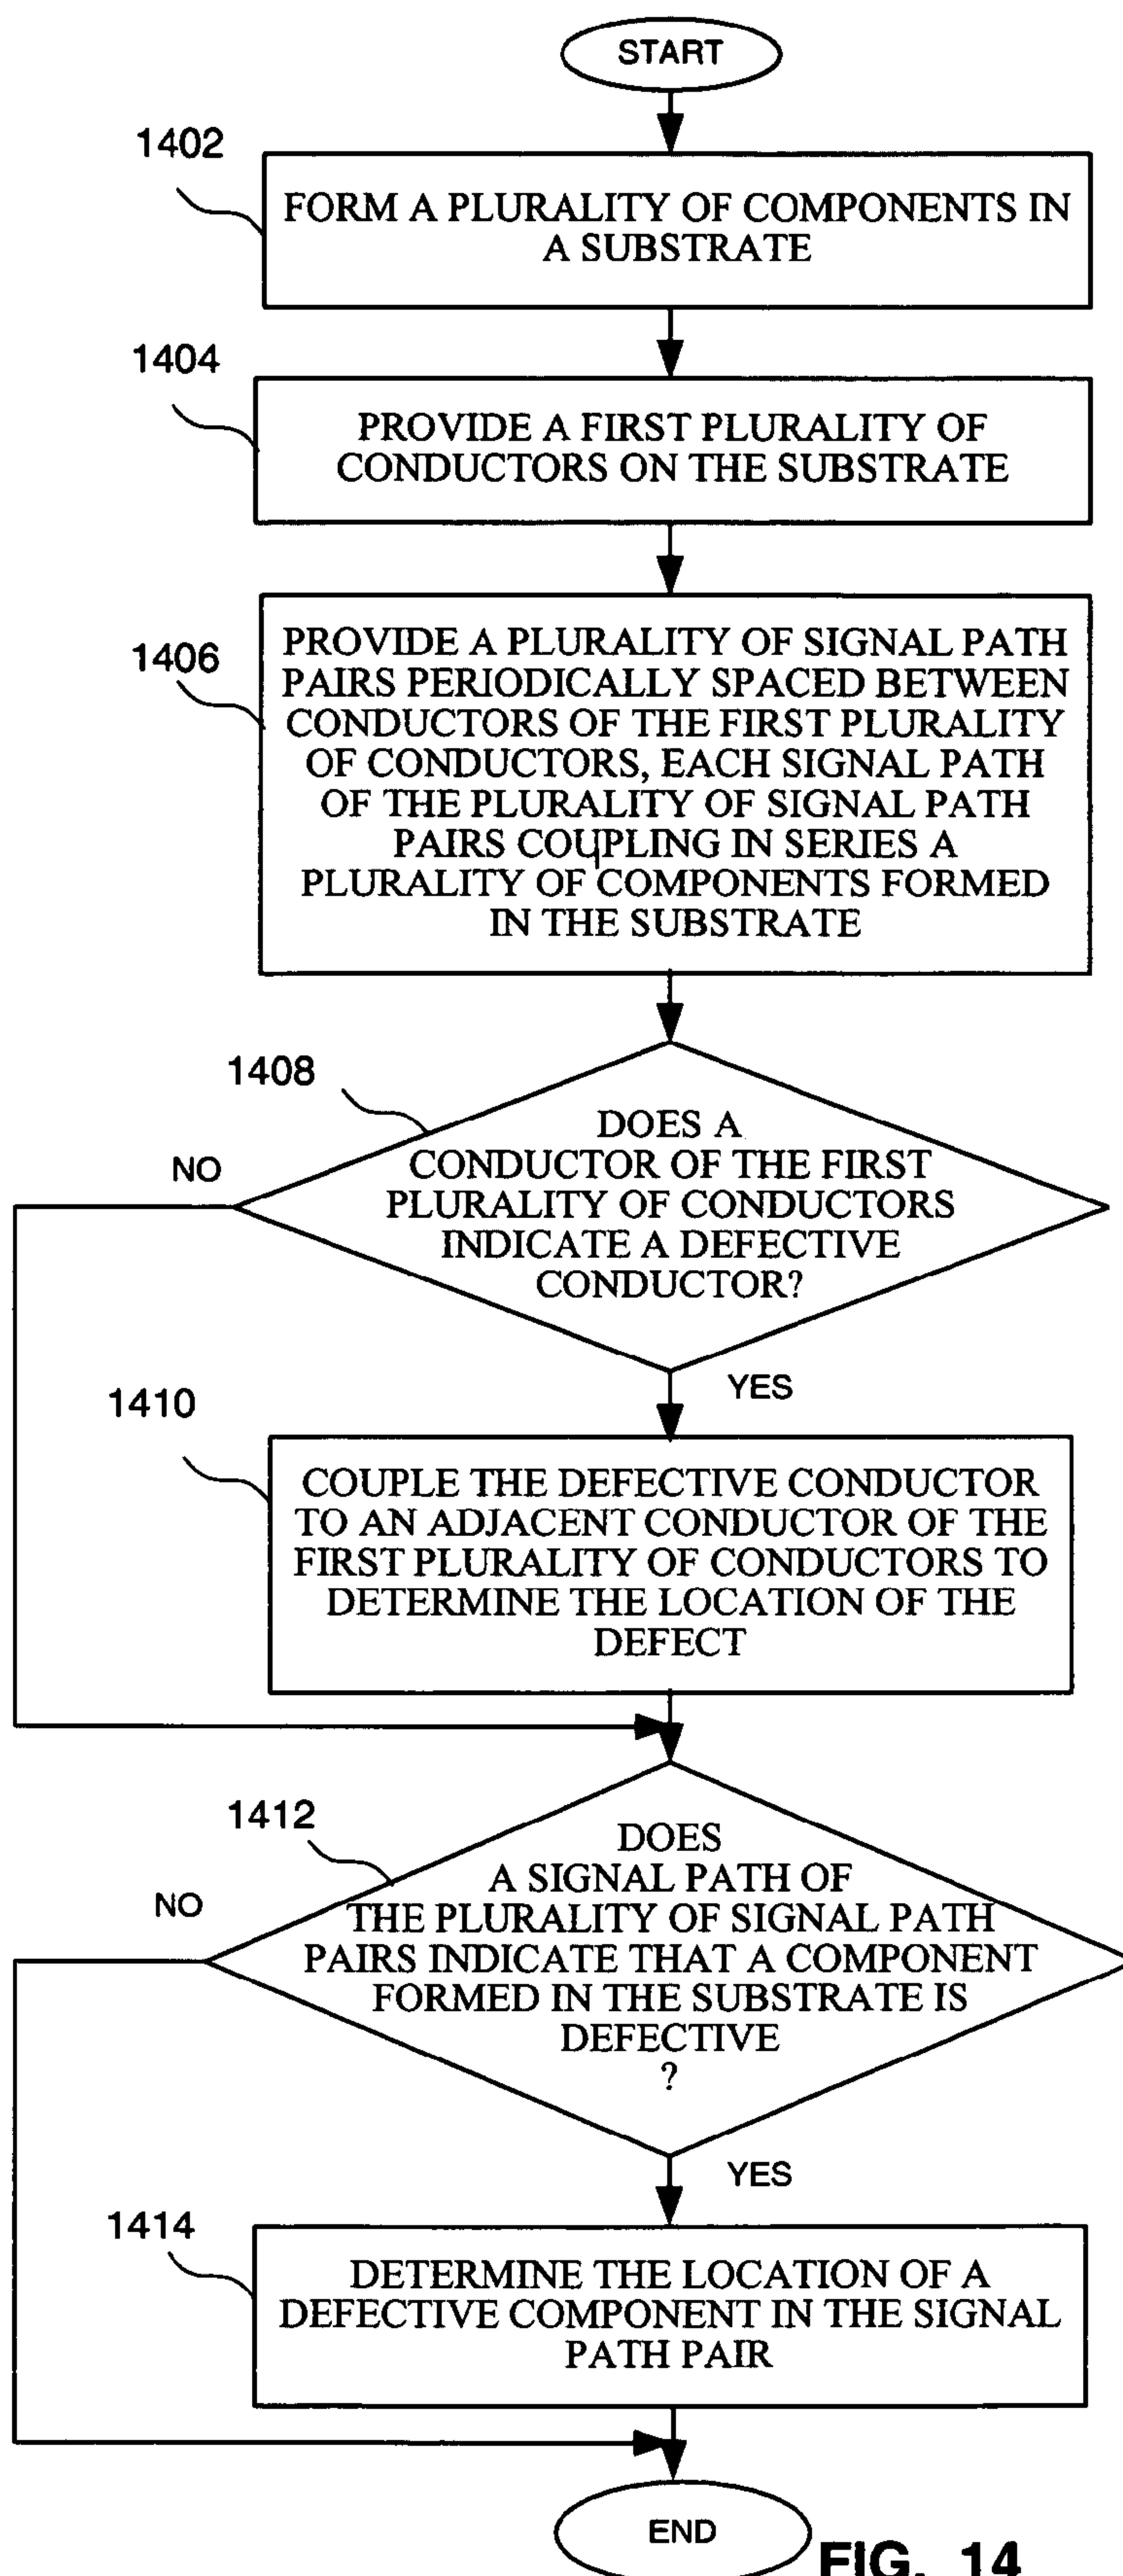 START
1402
FORM A PLURALITY OF COMPONENTS IN
A SUBSTRATE
1404
PROVIDE A FIRST PLURALITY OF
CONDUCTORS ON THE SUBSTRATE
1406
PROVIDE A PLURALITY OF SIGNAL PATH
PAIRS PERIODICALLY SPACED BETWEEN
CONDUCTORS OF THE FIRST PLURALITY
OF CONDUCTORS, EACH SIGNAL PATH
OF THE PLURALITY OF SIGNAL PATH
PAIRS COUPLING IN SERIES A
PLURALITY OF COMPONENTS FORMED
IN THE SUBSTRATE
1408
NO
DOES A
CONDUCTOR OF THE FIRST
PLURALITY OF CONDUCTORS
INDICATE A DEFECTIVE
CONDUCTOR?
YES
1410
COUPLE THE DEFECTIVE CONDUCTOR
TO AN ADJACENT CONDUCTOR OF THE
FIRST PLURALITY OF CONDUCTORS TO
DETERMINE THE LOCATION OF THE
DEFECT
1412
NO
DOES
A SIGNAL PATH OF
THE PLURALITY OF SIGNAL PATH
PAIRS INDICATE THAT A COMPONENT
FORMED IN THE SUBSTRATE IS
DEFECTIVE
?
YES
1414
DETERMINE THE LOCATION OF A
DEFECTIVE COMPONENT IN THE SIGNAL
PATH PAIR
END
FIG. 14